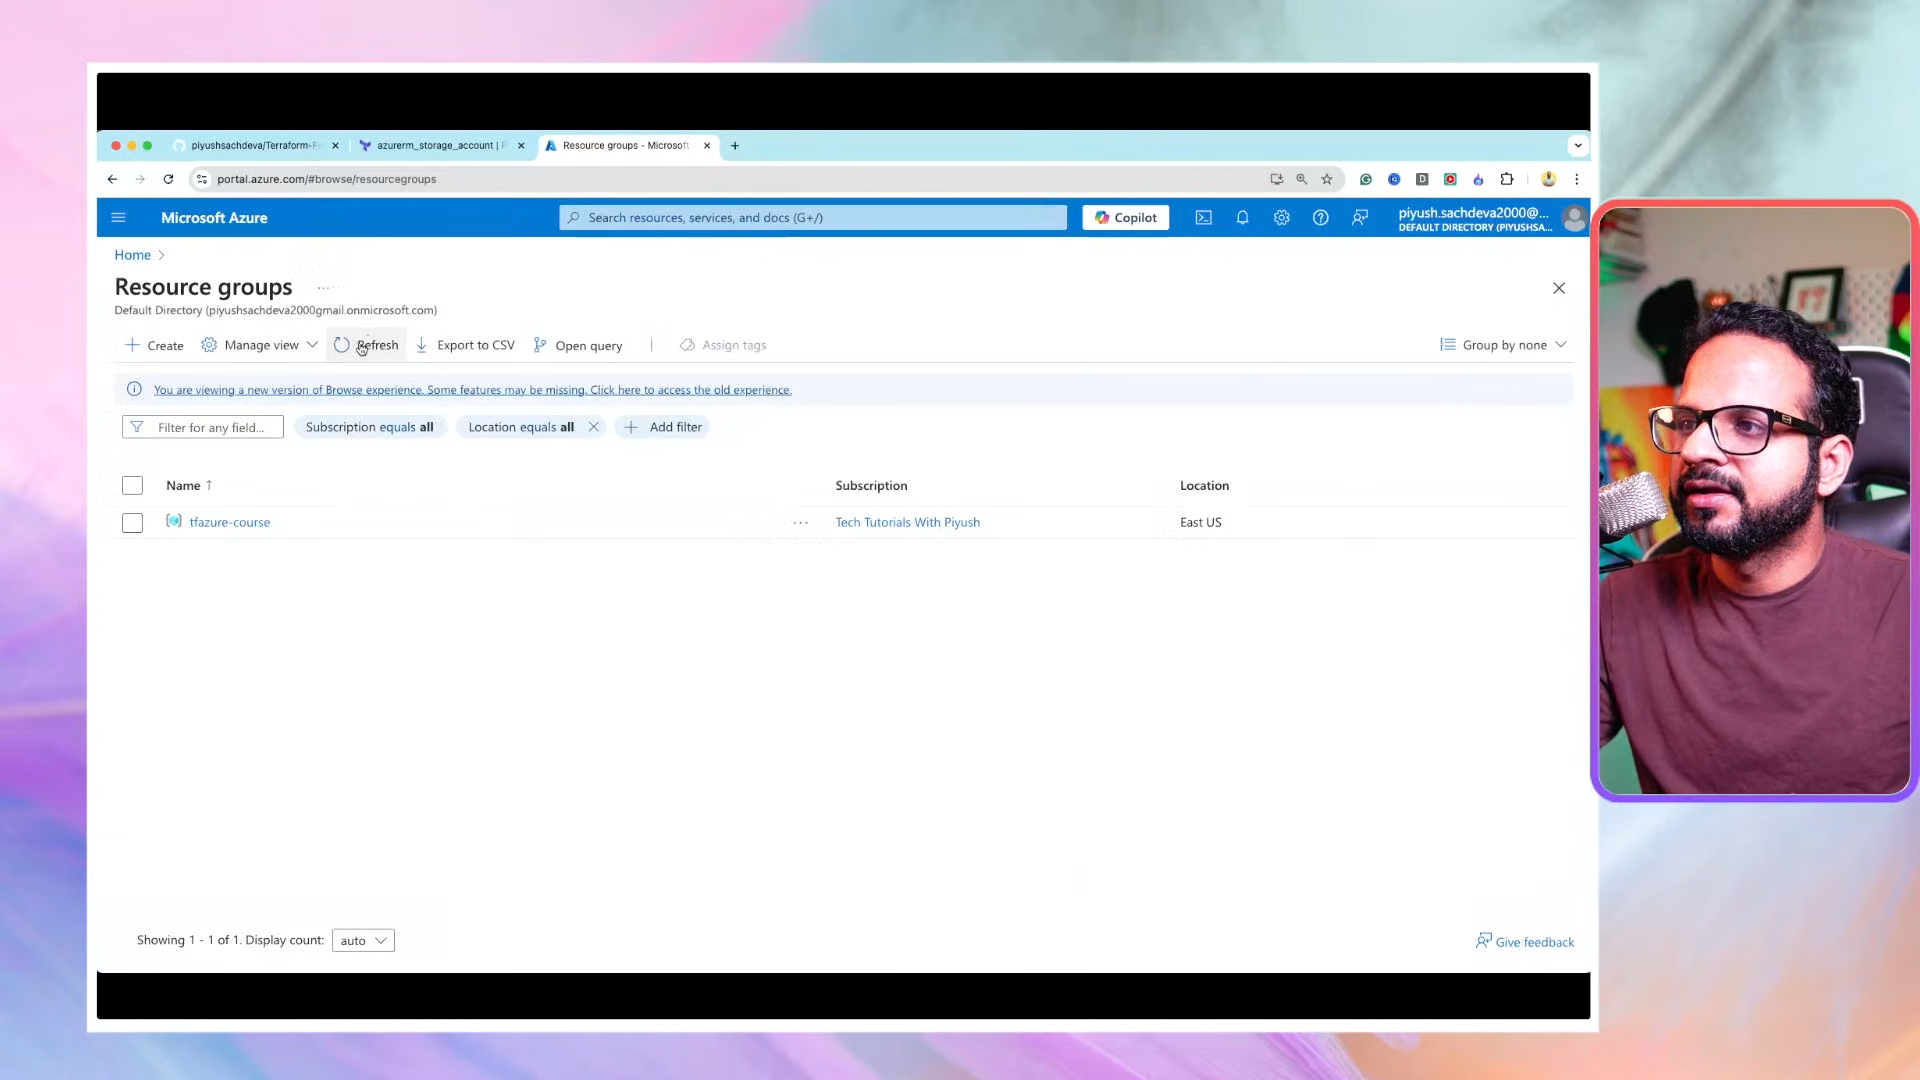 piyushsachdeva/Terraform-F
azurerm_storage_account | P
Resource groups - Microsoft
portal.azure.com/#browse/resourcegroups
D
Microsoft Azure
Search resources, services, and docs (G+/)
Copilot
piyush.sachdeva2000@...
DEFAULT DIRECTORY (PIYUSHSA...
Home
Resource groups
...
Default Directory (piyushsachdeva2000gmail.onmicrosoft.com)
Create
Manage view
Refresh
Export to CSV
Open query
Assign tags
Group by none
You are viewing a new version of Browse experience. Some features may be missing. Click here to access the old experience.
Filter for any field...
Subscription equals all
Location equals all
Add filter
Name ↑
Subscription
Location
tfazure-course
...
Tech Tutorials With Piyush
East US
Showing 1 - 1 of 1. Display count:
auto
Give feedback